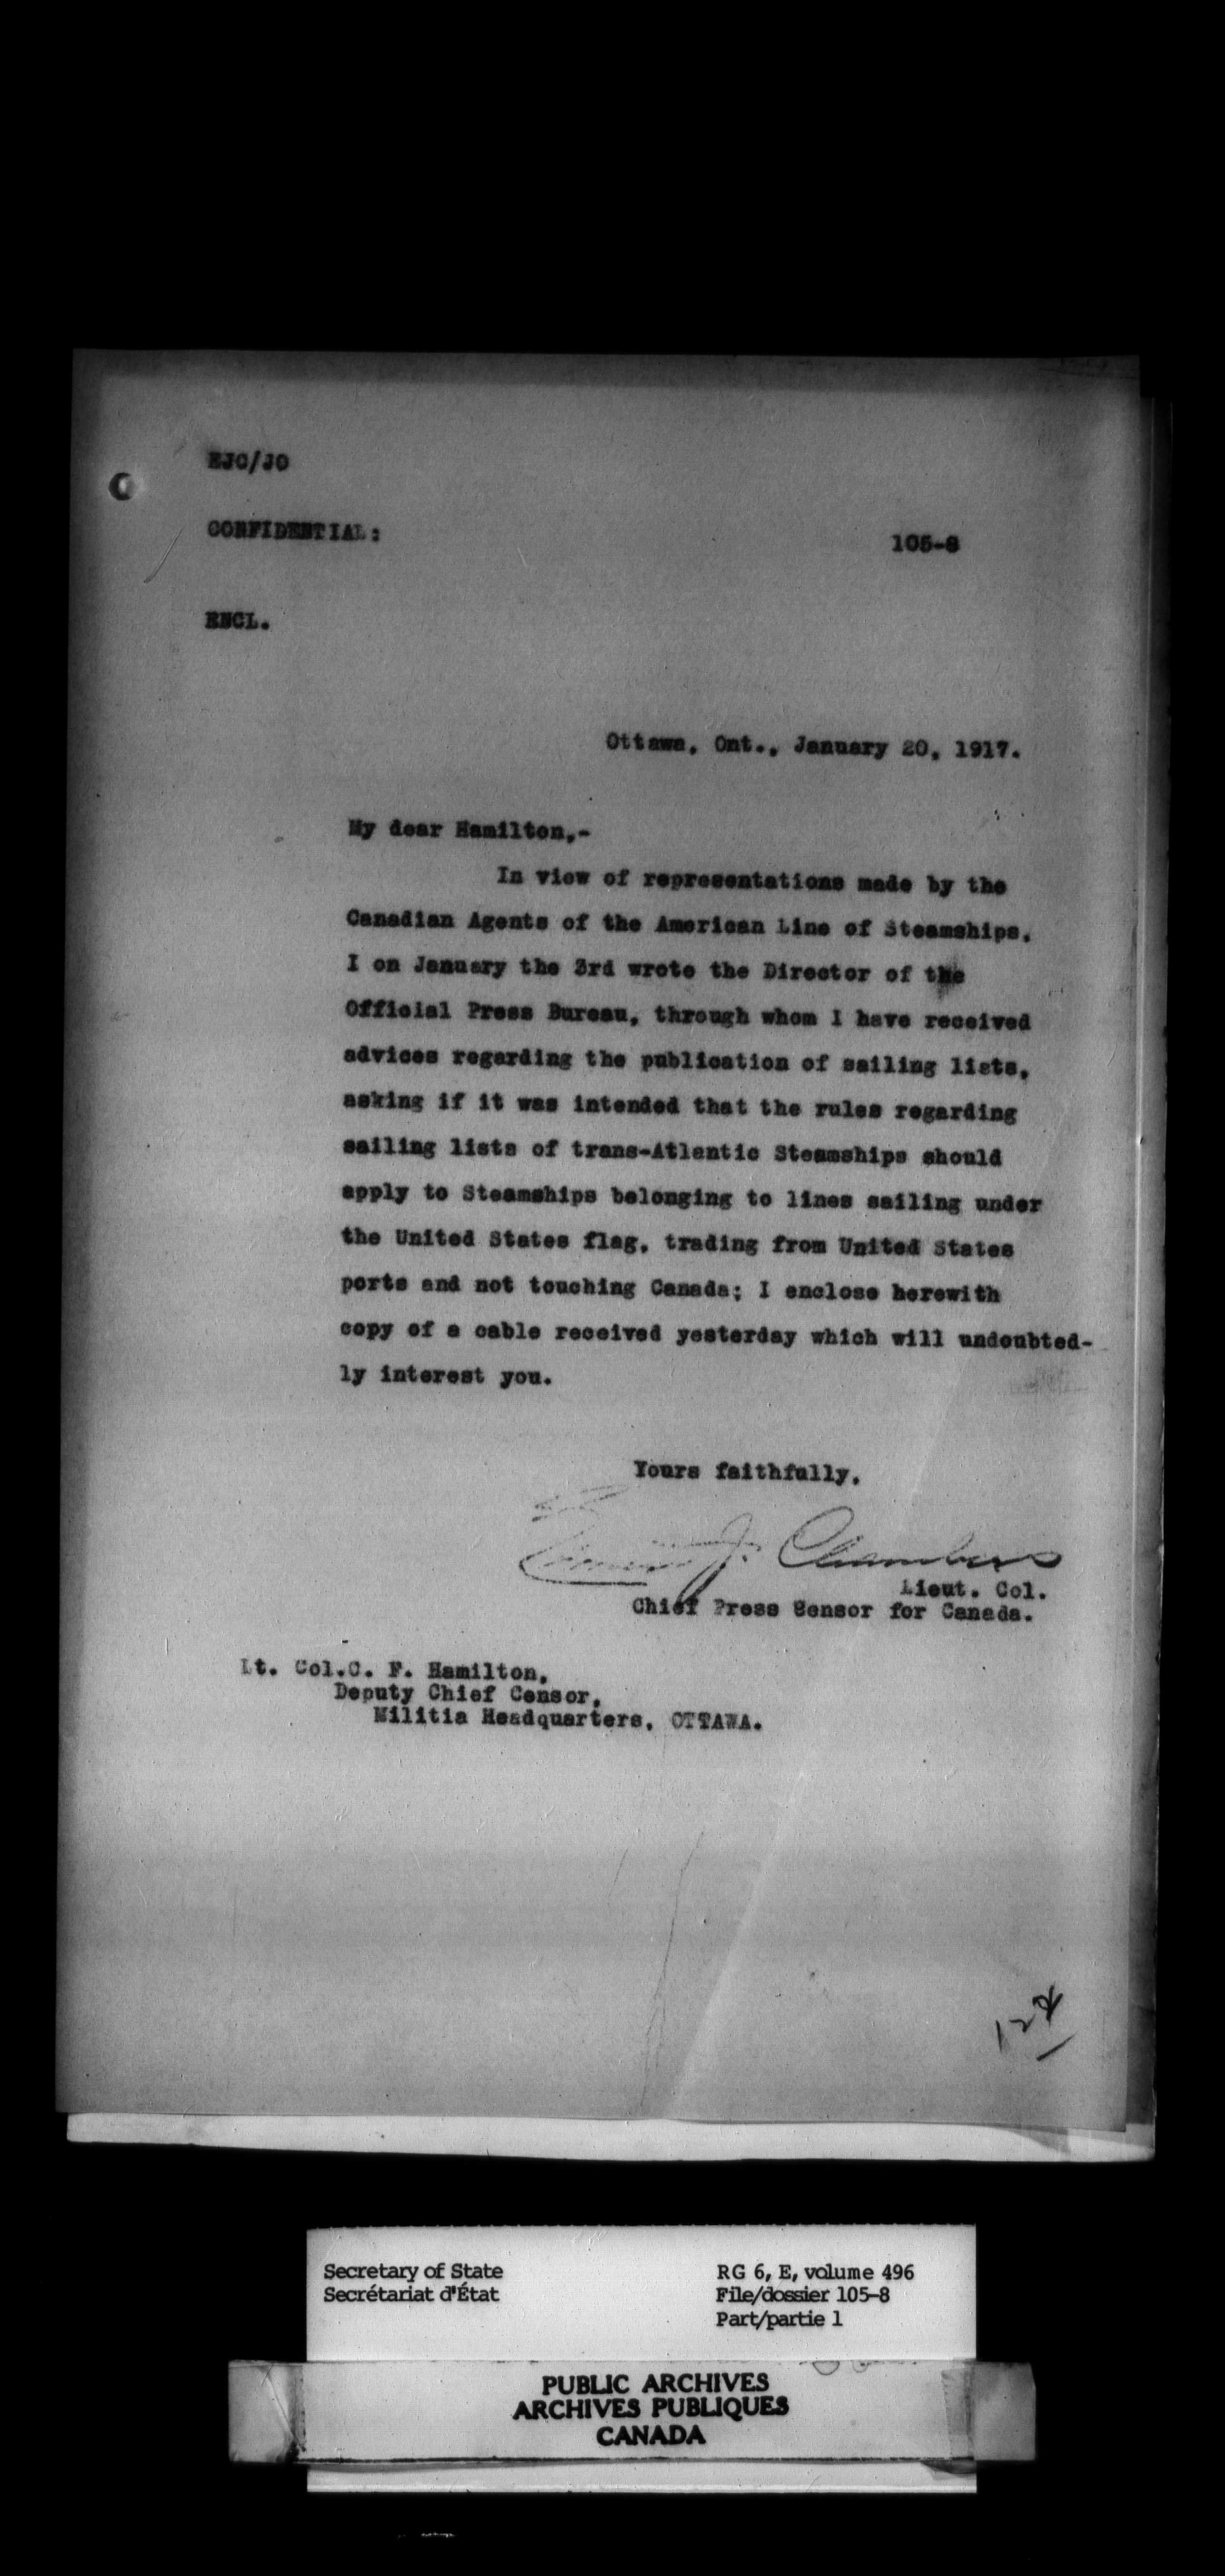 EJC/JO
CONFIDENTIAL:
105-8
ENCL.
Ottawa, Ont., January 20, 1917.
My dear Hamilton,-
In view of representations made by the
Canadian Agents of the American Line of Steamships,
I on January the 3rd wrote the Director of the
Official Press Bureau, through whom I have received
advices regarding the publication of sailing lists,
asking if it was intended that the rules regarding
sailing lists of trans-Atlantic Steamships should
apply to Steamships belonging to lines sailing under
the United States flag, trading from United States
ports and not touching Canada; I enclose herewith
copy of a cable received yesterday which will undoubted-
ly interest you.
Yours faithfully,
Ernest J. Chambers
Lieut. Col.
Chief Press Censor for Canada.
Lt. Col.C. F. Hamilton,
Deputy Chief Censor,
Militia Headquarters, OTTAWA.
Secretary of State
Secrétariat d'État
RG 6, E, volume 496
File/dossier 105-8
Part/partie 1
PUBLIC ARCHIVES
ARCHIVES PUBLIQUES
CANADA